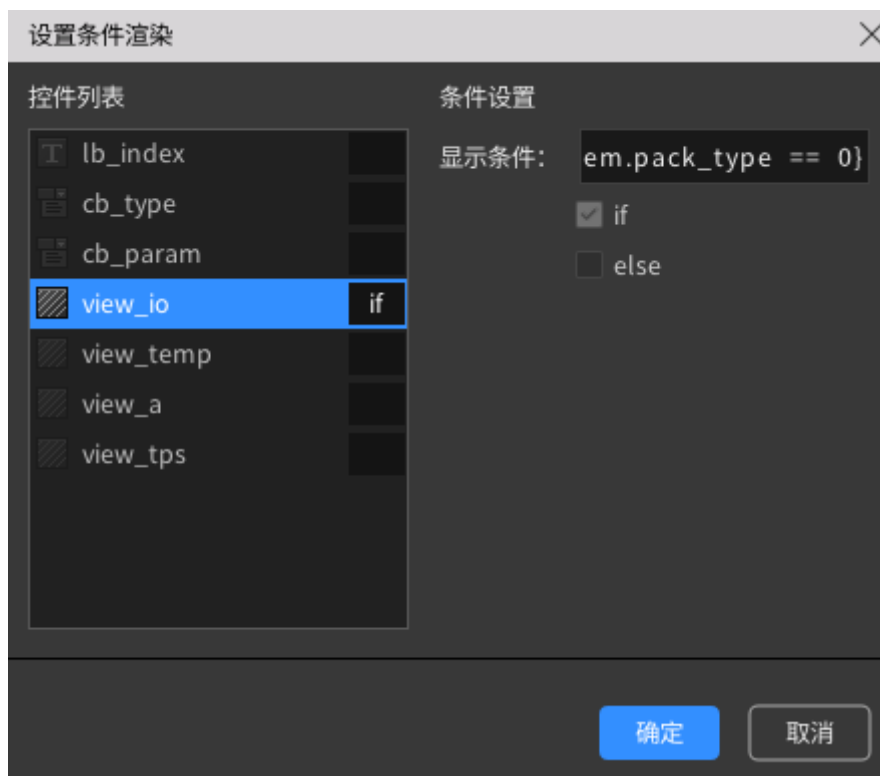 设置条件渲染
控件列表
lb_index
cb_type
cb_param
view_io if
view_temp
view_a
view_tps
条件设置
显示条件： em.pack_type == 0}
if
else
确定 取消